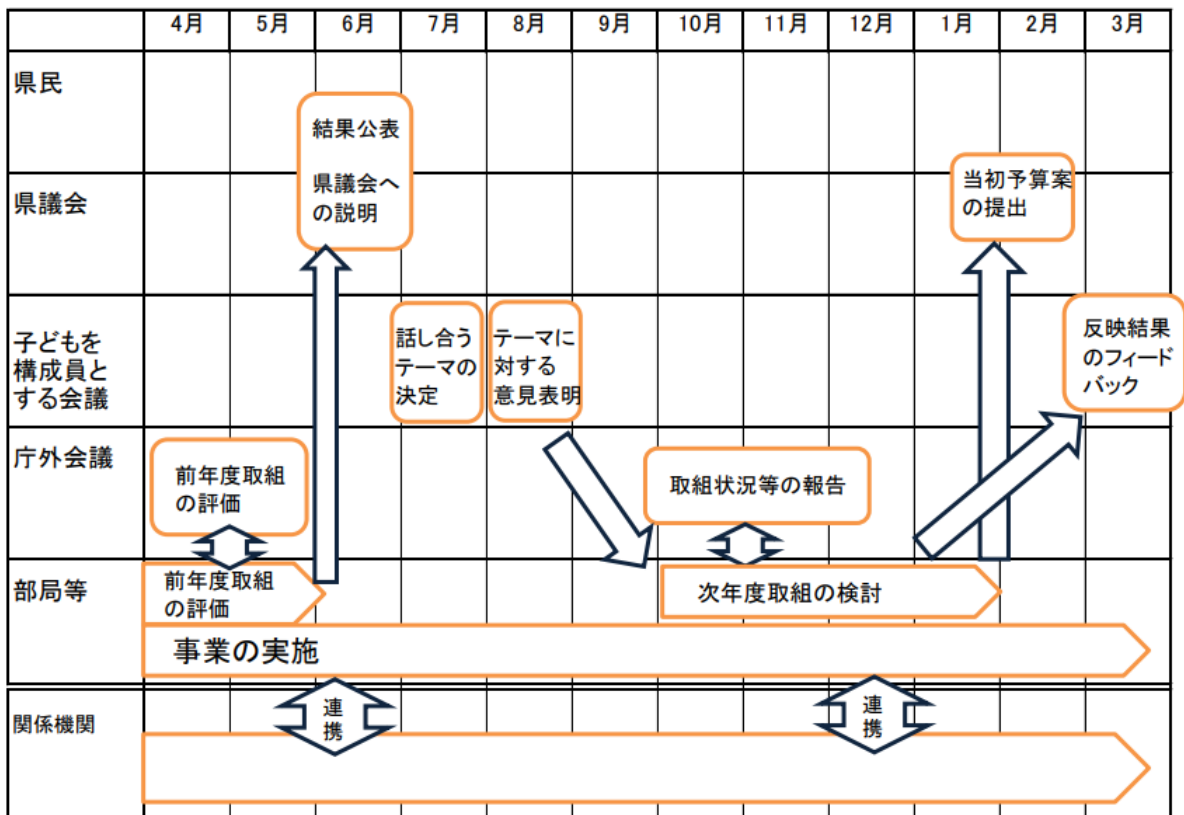 4月 5月 6月 7月 8月 9月 10月 11月 12月 1月 2月 3月
県民
結果公表
県議会へ
の説明
県議会
当初予算案
の提出
子どもを
構成員と
する会議
話し合う
テーマの
決定
テーマに
対する
意見表明
反映結果
のフィード
バック
庁外会議
前年度取組
の評価
取組状況等の報告
部局等
前年度取組
の評価
次年度取組の検討
事業の実施
連
携
連
携
関係機関